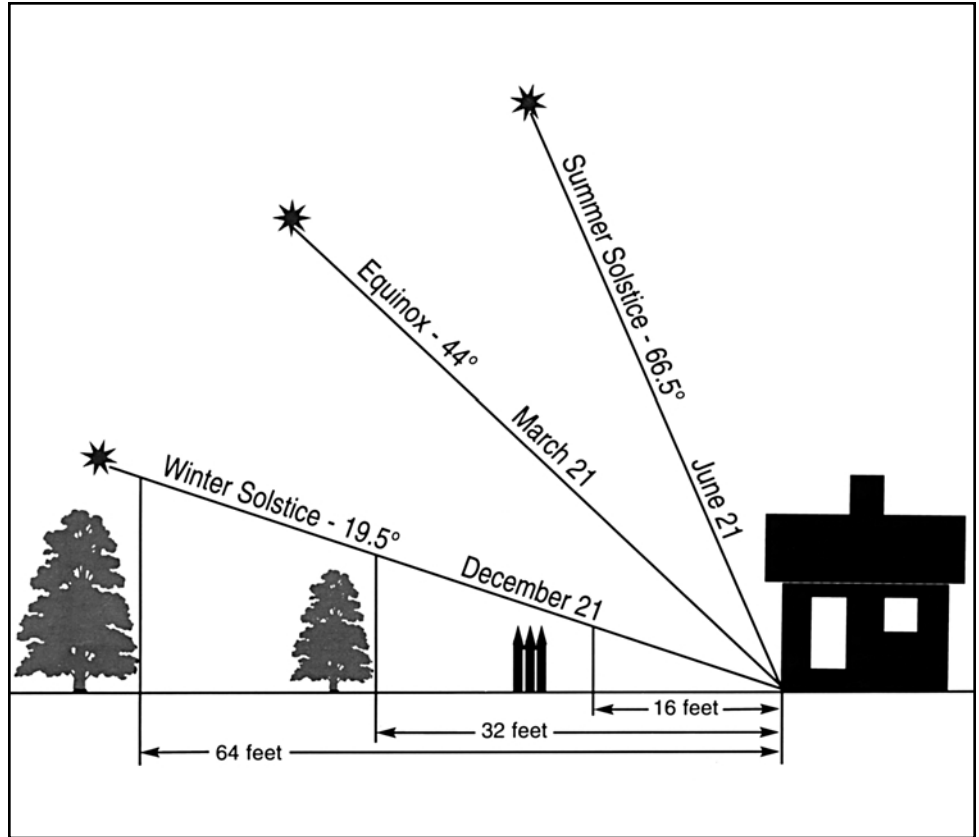 Summer Solstice - 66.5°
June 21
Equinox - 44°
March 21
Winter Solstice - 19.5°
December 21
16 feet
32 feet
64 feet